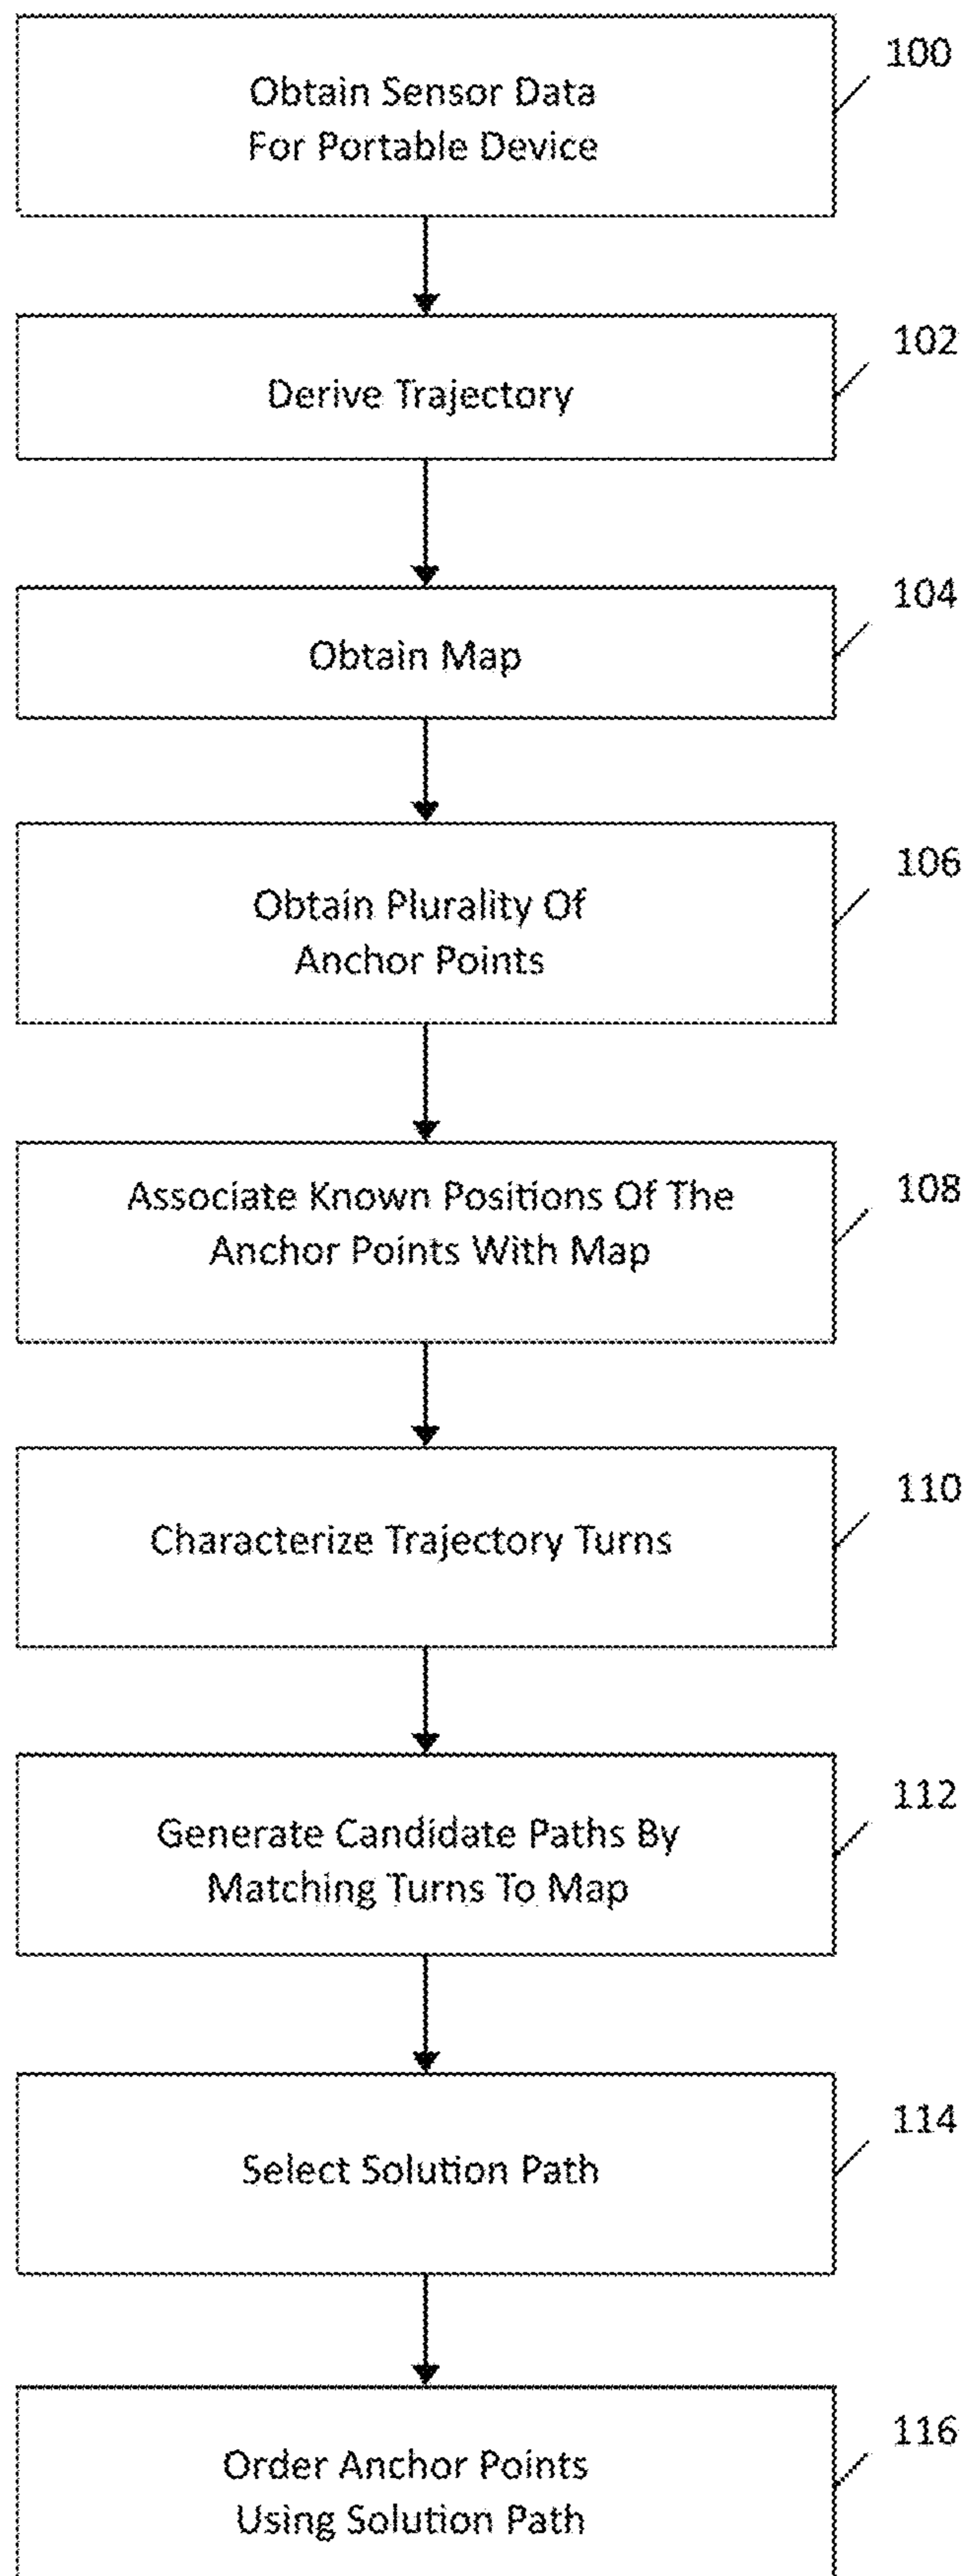 100
Obtain Sensor Data
For Portable Device
102
Derive Trajectory
104
Obtain Map
106
Obtain Plurality Of
Anchor Points
108
Associate Known Positions Of The
Anchor Points With Map
110
Characterize Trajectory Turns
112
Generate Candidate Paths By
Matching Turns To Map
114
Select Solution Path
116
Order Anchor Points
Using Solution Path